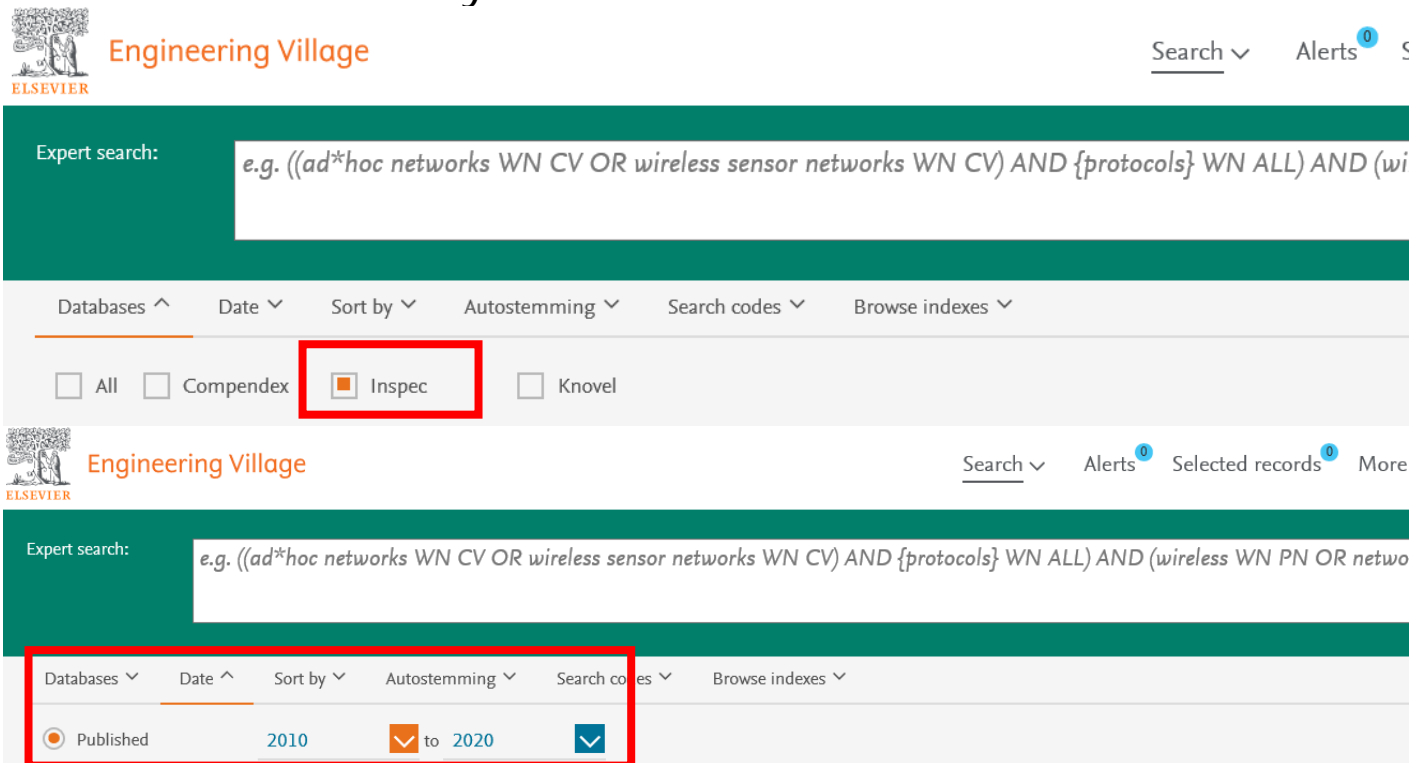 Engineering Village
ELSEVIER
Search
Alerts 0
S
Expert search:
e.g. ((ad*hoc networks WN CV OR wireless sensor networks WN CV) AND {protocols} WN ALL) AND (wi
Databases Date Sort by Autostemming Search codes Browse indexes
All Compendex Inspec Knovel
Engineering Village
ELSEVIER
Search Alerts 0 Selected records 0 More
Expert search:
e.g. ((ad*hoc networks WN CV OR wireless sensor networks WN CV) AND {protocols} WN ALL) AND (wireless WN PN OR netwo
Databases Date Sort by Autostemming Search codes Browse indexes
Published 2010 to 2020